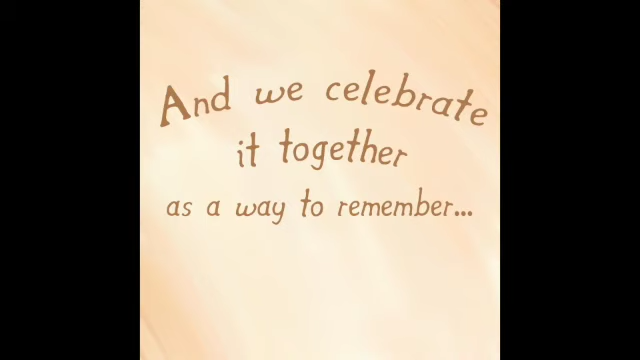 And we celebrate
it together
as a way to remember...